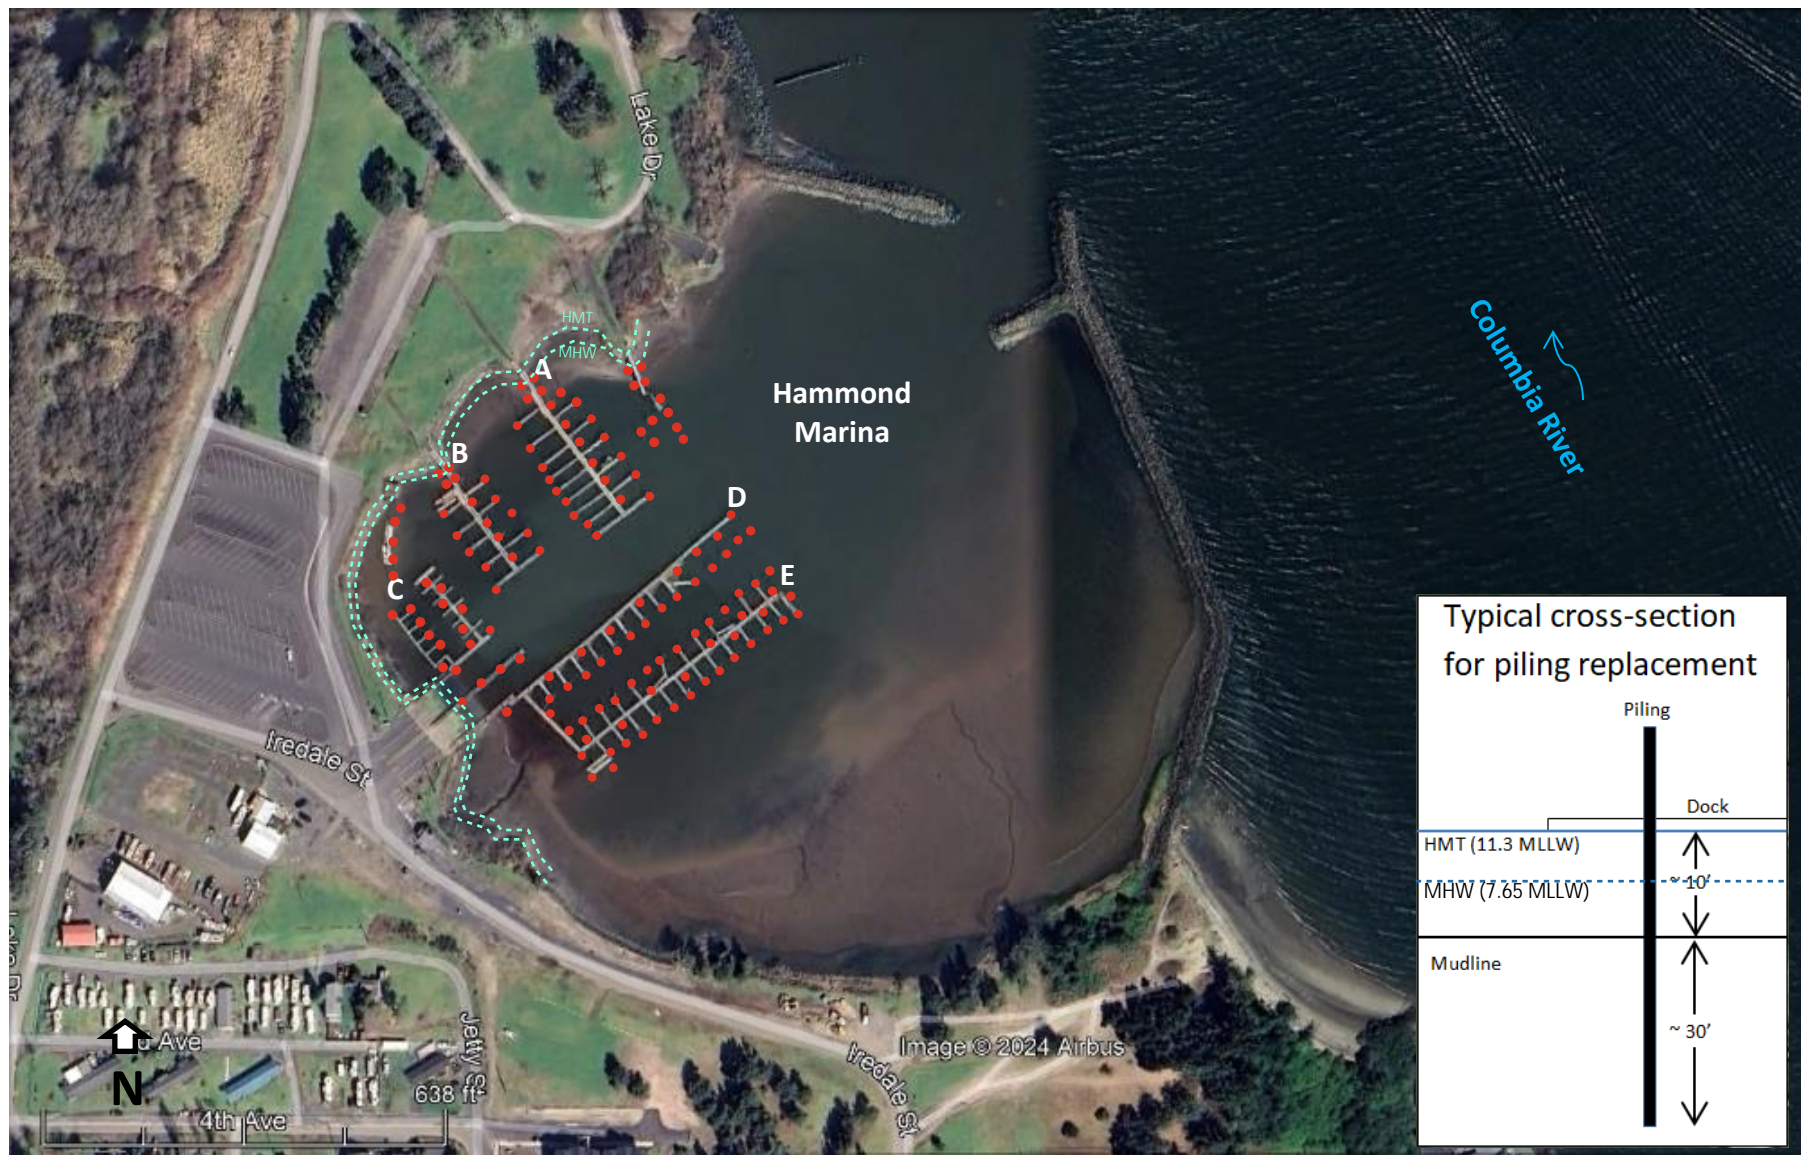 Lake Dr
HMT
MHW
A
Hammond
Marina
Columbia River
B
D
C
E
Iredale St
Typical cross-section
for piling replacement
Piling
Dock
HMT (11.3 MLLW)
~ 10'
MHW (7.65 MLLW)
Mudline
~ 30'
Ave
N
Jetty S
638 ft
4th Ave
Image © 2024 Airbus
Iredale St